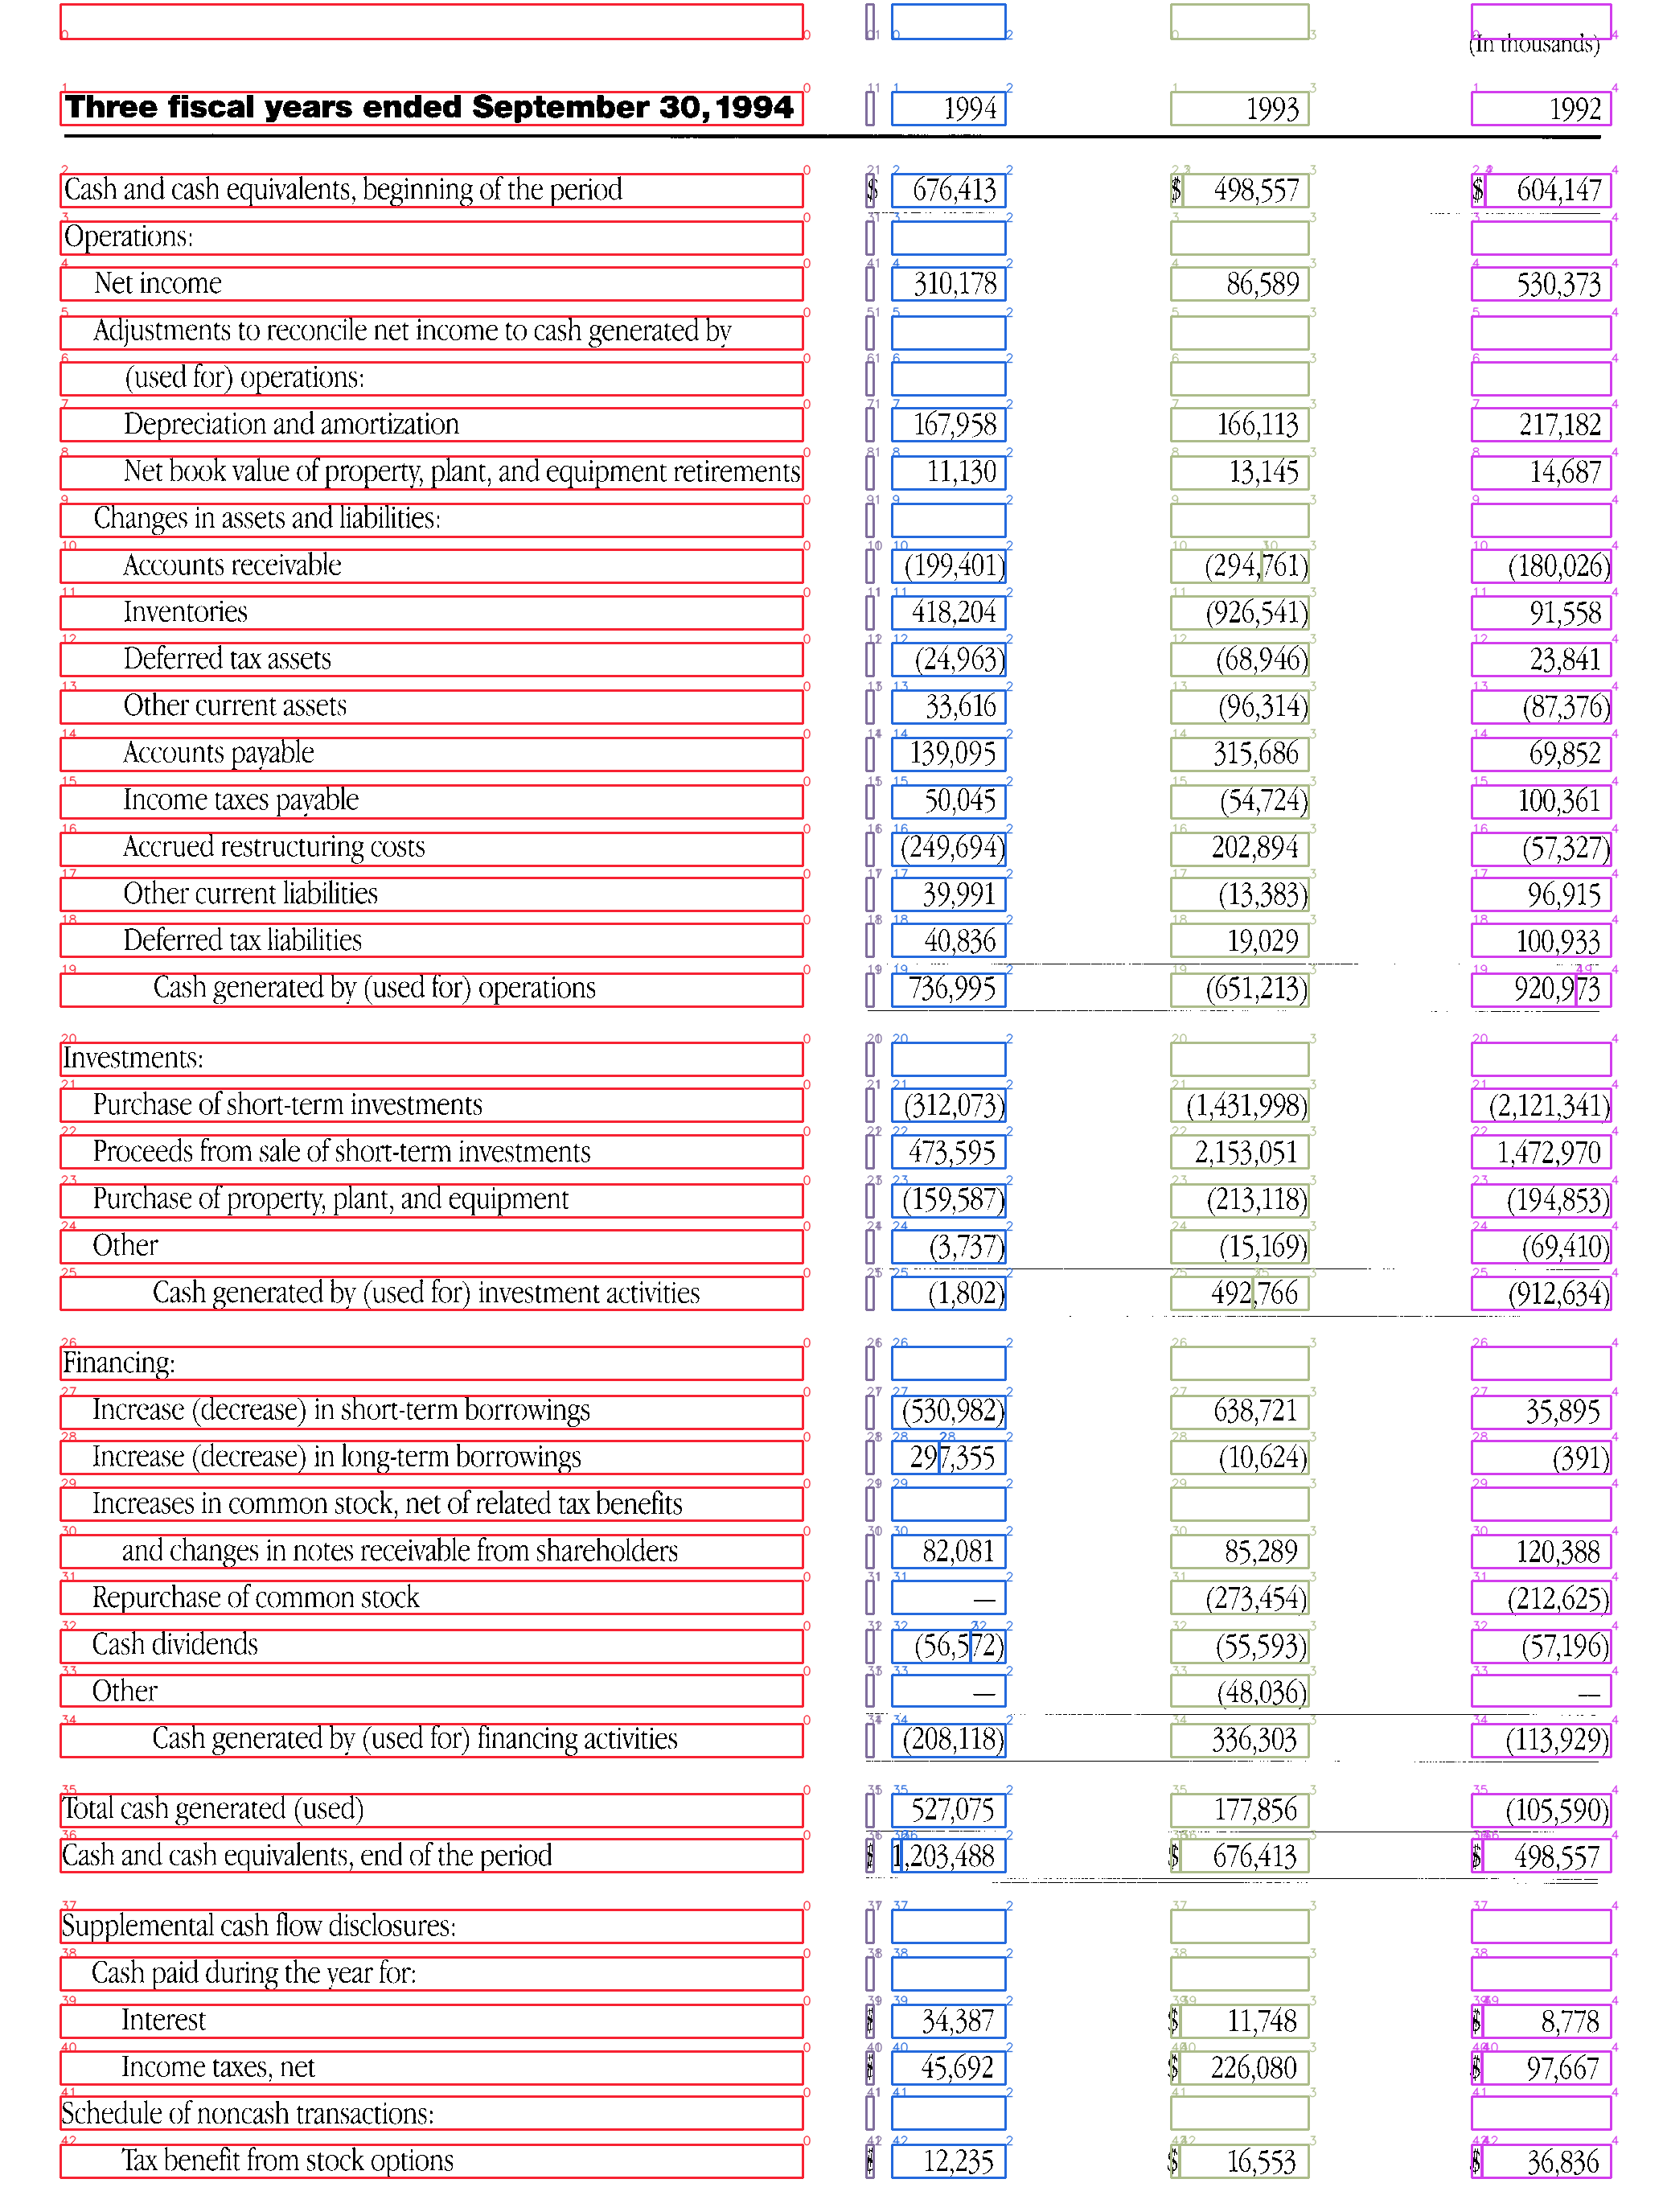 (In thousands)
Three fiscal years ended September 30, 1994 1994 1993 1992
Cash and cash equivalents, beginning of the period $ 676,413 $ 498,557 $ 604,147
Operations:
Net income 310,178 86,589 530,373
Adjustments to reconcile net income to cash generated by
(used for) operations:
Depreciation and amortization 167,958 166,113 217,182
Net book value of property, plant, and equipment retirements 11,130 13,145 14,687
Changes in assets and liabilities:
Accounts receivable (199,401) (294,761) (180,026)
Inventories 418,204 (926,541) 91,558
Deferred tax assets (24,963) (68,946) 23,841
Other current assets 33,616 (96,314) (87,376)
Accounts payable 139,095 315,686 69,852
Income taxes payable 50,045 (54,724) 100,361
Accrued restructuring costs (249,694) 202,894 (57,327)
Other current liabilities 39,991 (13,383) 96,915
Deferred tax liabilities 40,836 19,029 100,933
Cash generated by (used for) operations 736,995 (651,213) 920,973
Investments:
Purchase of short-term investments (312,073) (1,431,998) (2,121,341)
Proceeds from sale of short-term investments 473,595 2,153,051 1,472,970
Purchase of property, plant, and equipment (159,587) (213,118) (194,853)
Other (3,737) (15,169) (69,410)
Cash generated by (used for) investment activities (1,802) 492,766 (912,634)
Financing:
Increase (decrease) in short-term borrowings (530,982) 638,721 35,895
Increase (decrease) in long-term borrowings 297,355 (10,624) (391)
Increases in common stock, net of related tax benefits
and changes in notes receivable from shareholders 82,081 85,289 120,388
Repurchase of common stock — (273,454) (212,625)
Cash dividends (56,572) (55,593) (57,196)
Other — (48,036) —
Cash generated by (used for) financing activities (208,118) 336,303 (113,929)
Total cash generated (used) 527,075 177,856 (105,590)
Cash and cash equivalents, end of the period $ 1,203,488 $ 676,413 $ 498,557
Supplemental cash flow disclosures:
Cash paid during the year for:
Interest $ 34,387 $ 11,748 $ 8,778
Income taxes, net $ 45,692 $ 226,080 $ 97,667
Schedule of noncash transactions:
Tax benefit from stock options $ 12,235 $ 16,553 $ 36,836